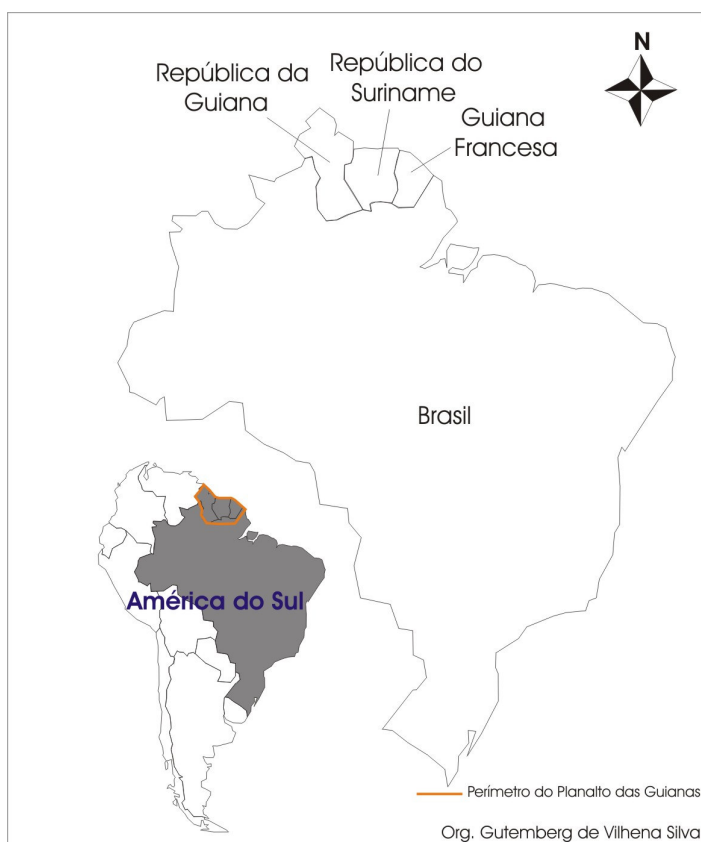 N
República da
Guiana
República do
Suriname
Guiana
Francesa
Brasil
América do Sul
Perímetro do Planalto das Guianas
Org. Gutemberg de Vilhena Silva